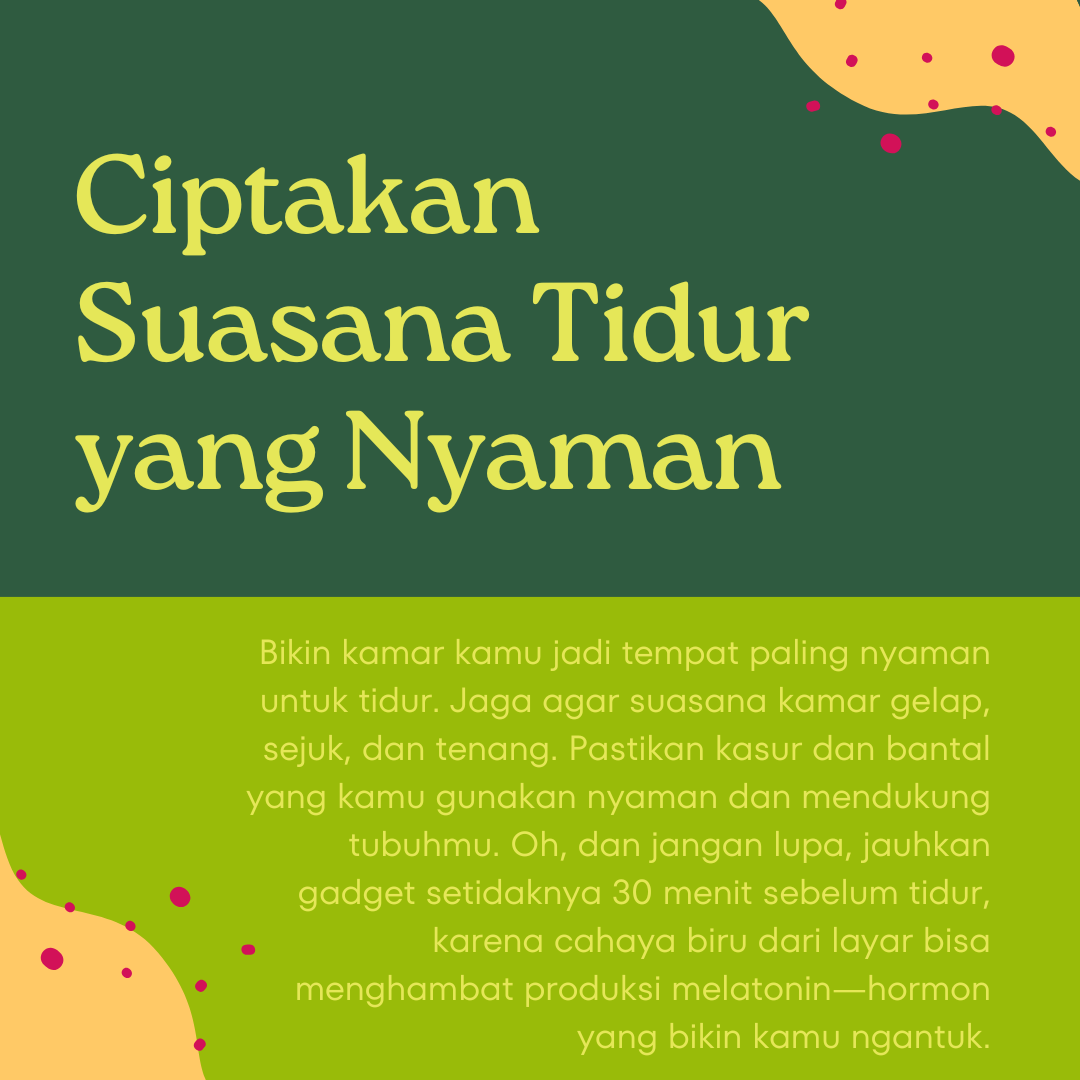 Ciptakan
Suasana Tidur
yang Nyaman
Bikin kamar kamu jadi tempat paling nyaman
untuk tidur. Jaga agar suasana kamar gelap,
sejuk, dan tenang. Pastikan kasur dan bantal
yang kamu gunakan nyaman dan mendukung
tubuhmu. Oh, dan jangan lupa, jauhkan
gadget setidaknya 30 menit sebelum tidur,
karena cahaya biru dari layar bisa
menghambat produksi melatonin—hormon
yang bikin kamu ngantuk.